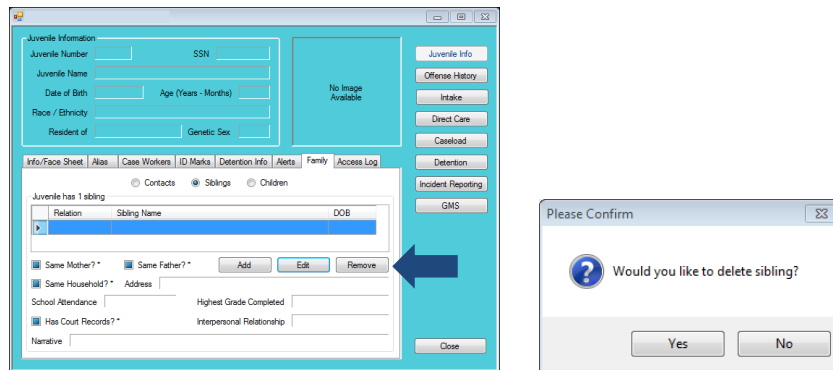 Juvenile Information
Juvenile Number SSN
Juvenile Name
Date of Birth Age (Years - Months)
Race / Ethnicity
Resident of Genetic Sex
No Image
Available
Juvenile Info
Offense History
Intake
Direct Care
Caseload
Detention
Incident Reporting
GMS
Info/Face Sheet Alias Case Workers ID Marks Detention Info Alerts Family Access Log
Contacts Siblings Children
Juvenile has 1 sibling
Relation Sibling Name DOB
Same Mother? * Same Father? * Add Edit Remove
Same Household? * Address
School Attendance Highest Grade Completed
Has Court Records? * Interpersonal Relationship
Narrative
Close
Please Confirm
Would you like to delete sibling?
Yes No